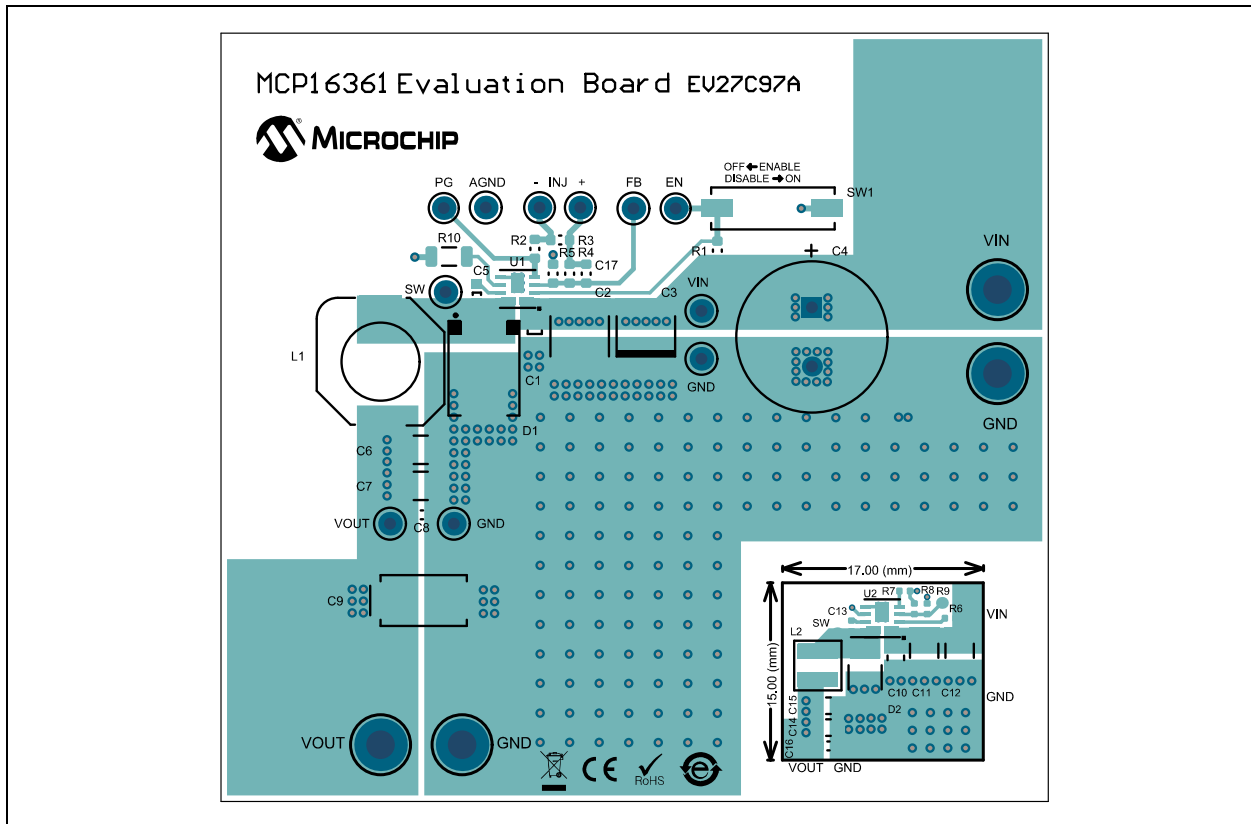 MCP16361 Evaluation Board EV27C97A
MICROCHIP
®
OFF ENABLE
DISABLE ON
PG AGND - INJ + FB EN
SW1
R10
R2 R3
R5 R4
U1
C17
R1
C4
+
VIN
C5
SW
C2 C3
VIN
L1
C1
GND
GND
D1
C6
C7
VOUT C8 GND
C9
17.00 (mm)
15.00 (mm)
U2 R7 R8 R9
C13
R6
VIN
SW
L2
C10 C11 C12
GND
D2
C15
C14
C16
VOUT GND
VOUT GND
CE
RoHS
e